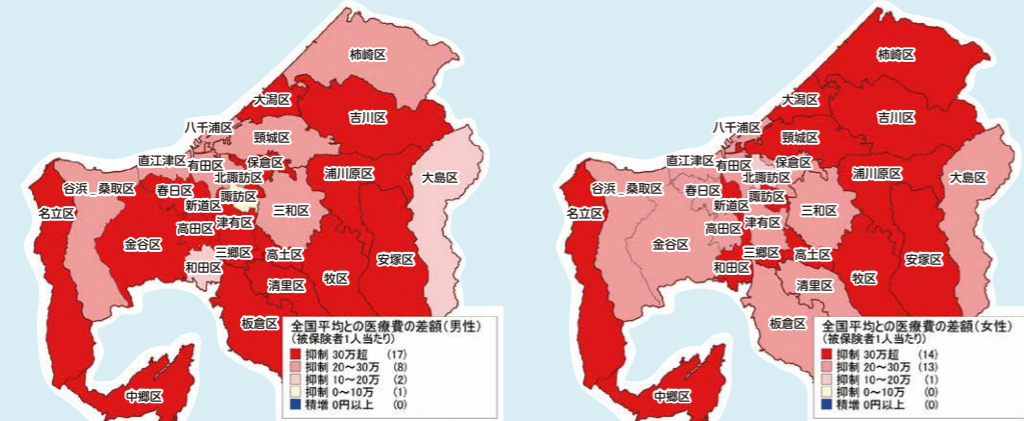 柿崎区
大潟区
吉川区
八千浦区
頸城区
直江津区
有田区
保倉区
北諏訪区
浦川原区
大島区
谷浜_桑取区
春日区
諏訪区
名立区
新道区
三和区
高田区
津有区
金谷区
三郷区
高士区
安塚区
和田区
牧区
清里区
板倉区
中郷区
全国平均との医療費の差額(男性)
(被保険者1人当たり)
抑制 30万超 (17)
抑制 20～30万 (8)
抑制 10～20万 (2)
抑制 0～10万 (1)
積増 0円以上 (0)
柿崎区
大潟区
吉川区
八千浦区
頸城区
直江津区
有田区
保倉区
北諏訪区
浦川原区
大島区
谷浜_桑取区
春日区
諏訪区
名立区
新道区
三和区
高田区
津有区
金谷区
三郷区
高士区
安塚区
和田区
牧区
清里区
板倉区
中郷区
全国平均との医療費の差額(女性)
(被保険者1人当たり)
抑制 30万超 (14)
抑制 20～30万 (13)
抑制 10～20万 (1)
抑制 0～10万 (0)
積増 0円以上 (0)